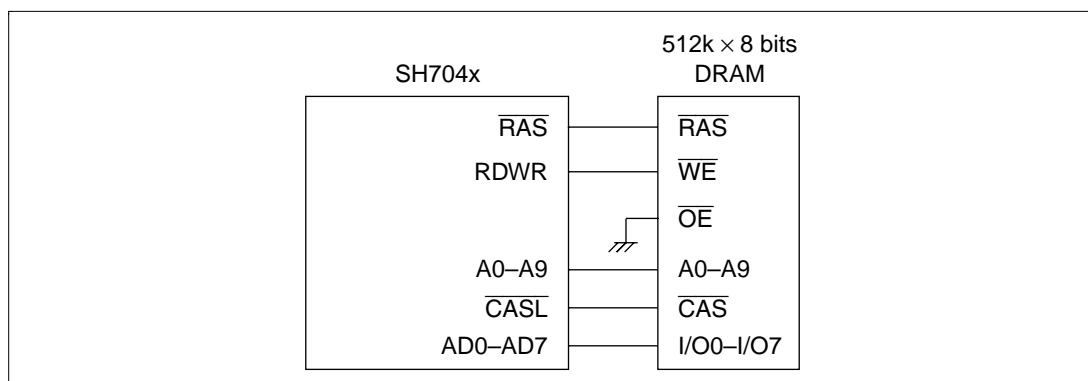 512k × 8 bits
SH704x DRAM
RAS RAS
RDWR WE
OE
A0–A9 A0–A9
CASL CAS
AD0–AD7 I/O0–I/O7